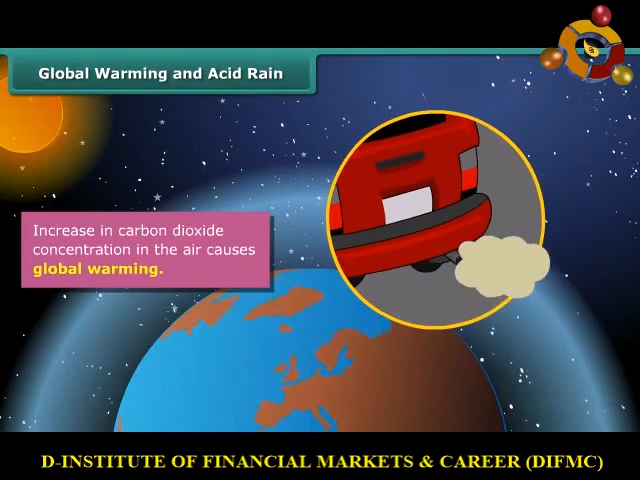 Global Warming and Acid Rain
Increase in carbon dioxide
concentration in the air causes
global warming.
D-INSTITUTE OF FINANCIAL MARKETS & CAREER (DIFMC)